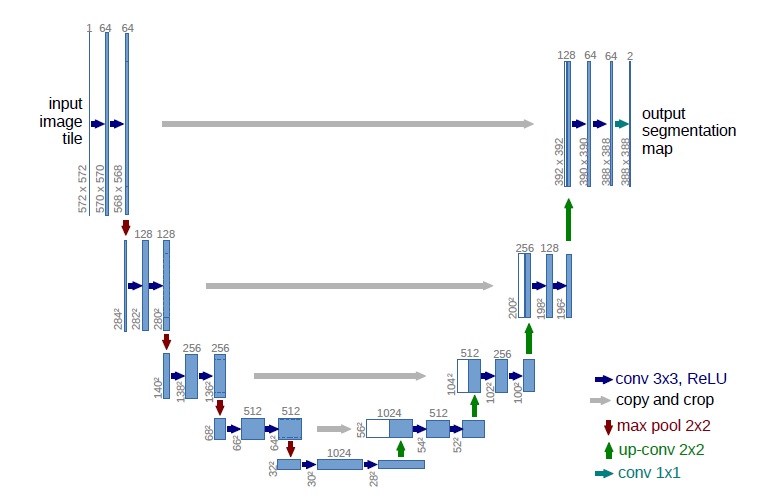 1 64 64
128 64 64 2
input
image
tile
output
segmentation
map
572 x 572
570 x 570
568 x 568
392 x 392
390 x 390
388 x 388
388 x 388
128 128
256 128
284²
282²
280²
200²
198²
196²
256 256
512 256
140²
138²
136²
104²
102²
100²
512 512
1024 512
68²
66²
64²
56²
54²
52²
1024
32²
30²
28²
conv 3x3, ReLU
copy and crop
max pool 2x2
up-conv 2x2
conv 1x1